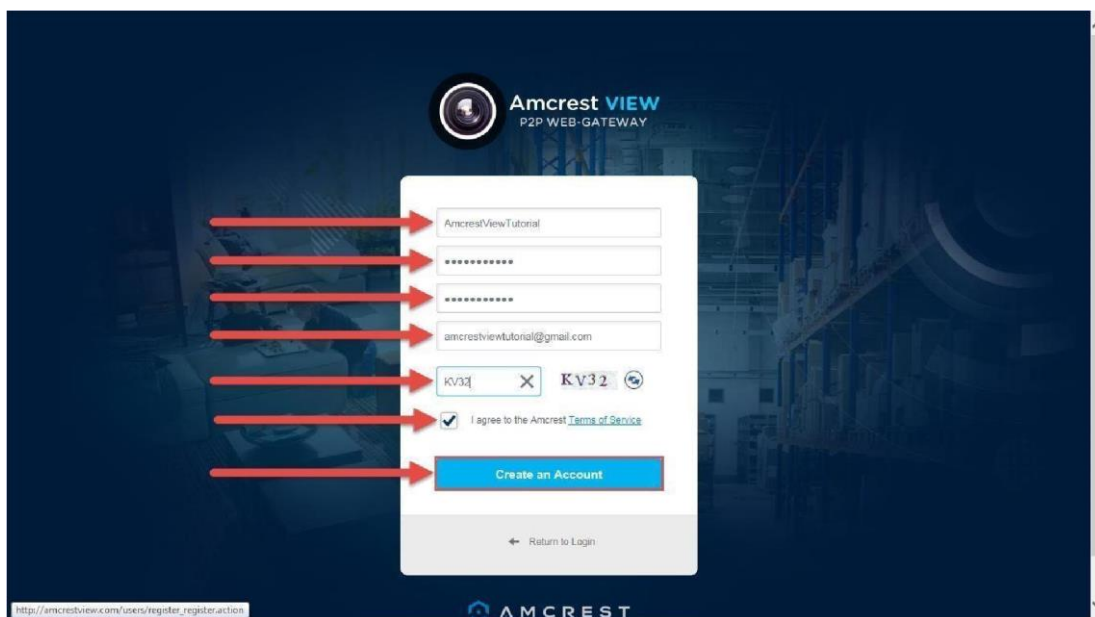 Amcrest VIEW
P2P WEB-GATEWAY
AmcrestViewTutorial
•••••••••••
•••••••••••
amcrestviewtutorial@gmail.com
KV32 KV32
I agree to the Amcrest Terms of Service
Create an Account
Return to Login
http://amcrestview.com/users/register_register.action
AMCREST